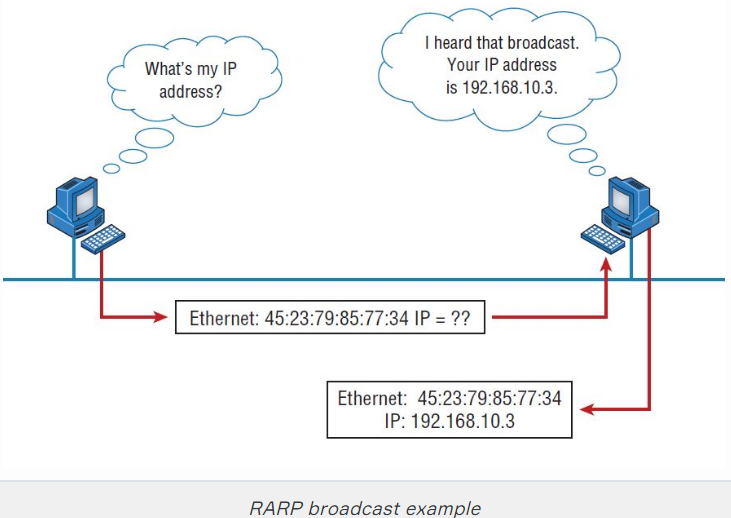 What's my IP
address?
I heard that broadcast.
Your IP address
is 192.168.10.3.
Ethernet: 45:23:79:85:77:34 IP = ??
Ethernet: 45:23:79:85:77:34
IP: 192.168.10.3
RARP broadcast example